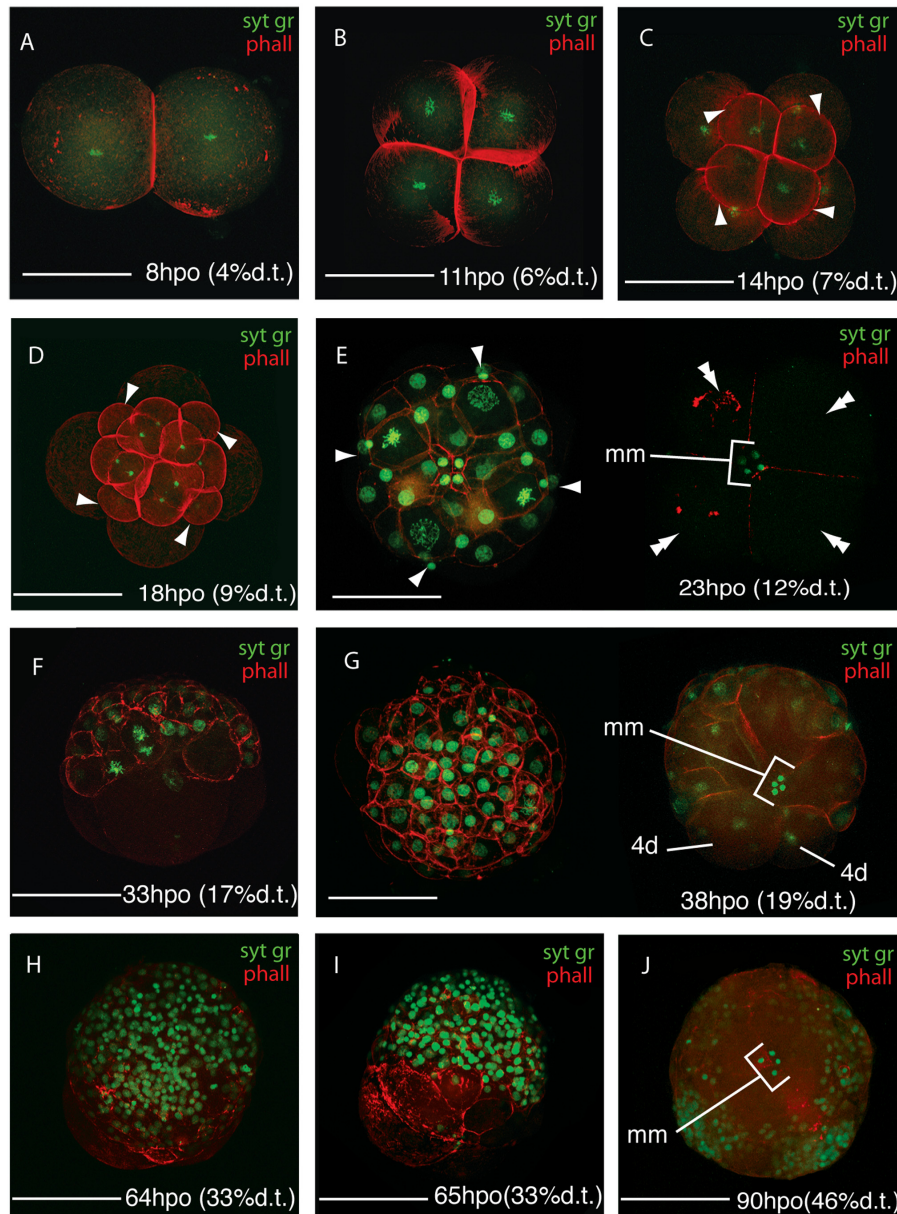 A
syt gr
phall
8hpo (4%d.t.)
B
syt gr
phall
11hpo (6%d.t.)
C
syt gr
phall
14hpo (7%d.t.)
D
syt gr
phall
18hpo (9%d.t.)
E
syt gr
phall
mm
23hpo (12%d.t.)
F
syt gr
phall
33hpo (17%d.t.)
G
syt gr
phall
mm
4d
4d
38hpo (19%d.t.)
H
syt gr
phall
64hpo (33%d.t.)
I
syt gr
phall
65hpo(33%d.t.)
J
syt gr
phall
mm
90hpo(46%d.t.)